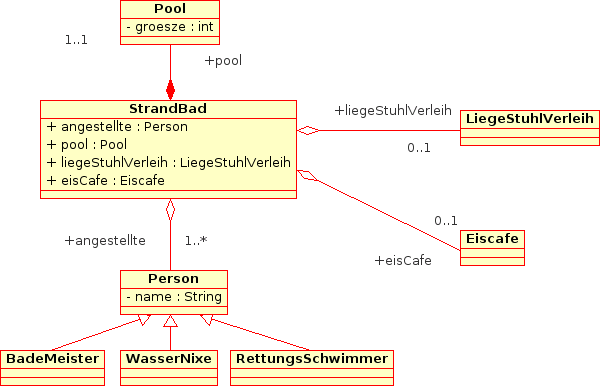 Pool
- groesze : int
1..1
+pool
StrandBad
+ angestellte : Person
+ pool : Pool
+ liegeStuhlVerleih : LiegeStuhlVerleih
+ eisCafe : Eiscafe
+liegeStuhlVerleih
0..1
LiegeStuhlVerleih
0..1
+eisCafe
Eiscafe
+angestellte
1..*
Person
- name : String
BadeMeister
WasserNixe
RettungsSchwimmer